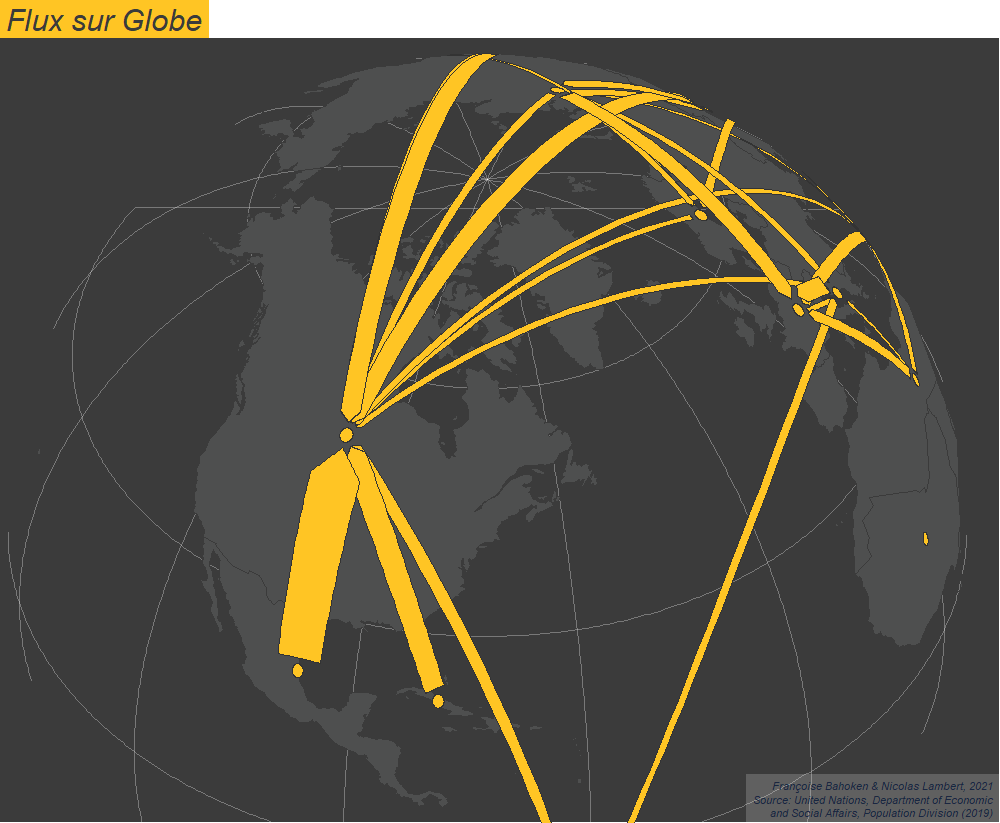 Flux sur Globe
Françoise Bahoken & Nicolas Lambert, 2021
Source: United Nations, Department of Economic
and Social Affairs, Population Division (2019)